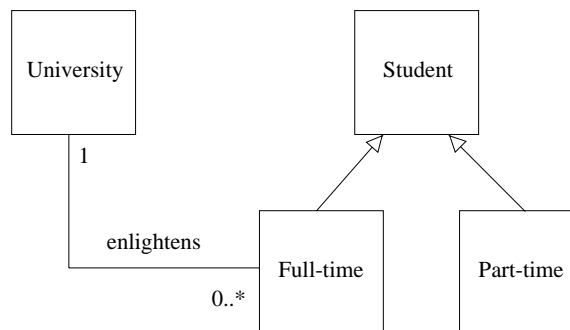 University
Student
1
enlightens
Full-time
Part-time
0..*